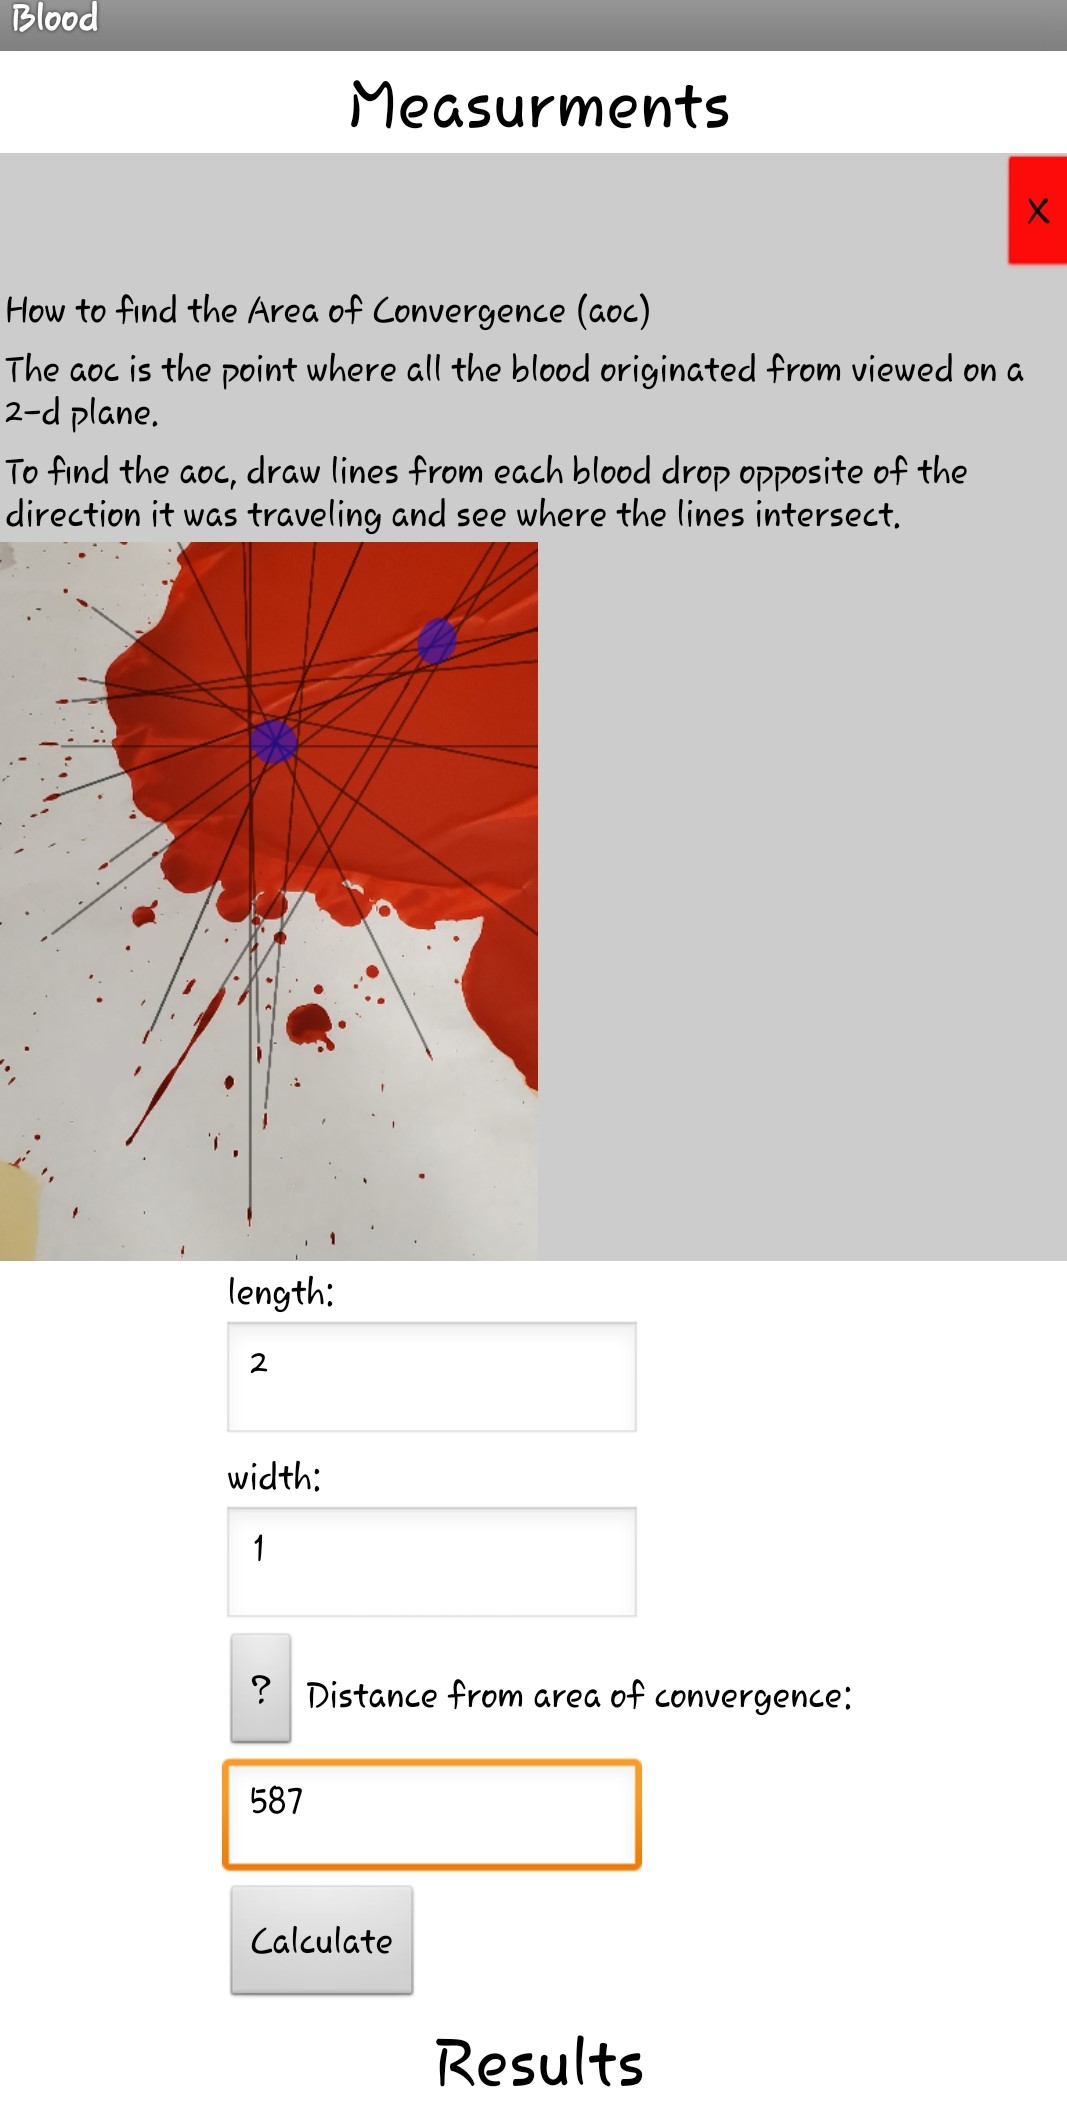 Blood
Measurments
X
How to find the Area of Convergence (aoc)
The aoc is the point where all the blood originated from viewed on a
2-d plane.
To find the aoc, draw lines from each blood drop opposite of the
direction it was traveling and see where the lines intersect.
length:
2
width:
1
? Distance from area of convergence:
587
Calculate
Results